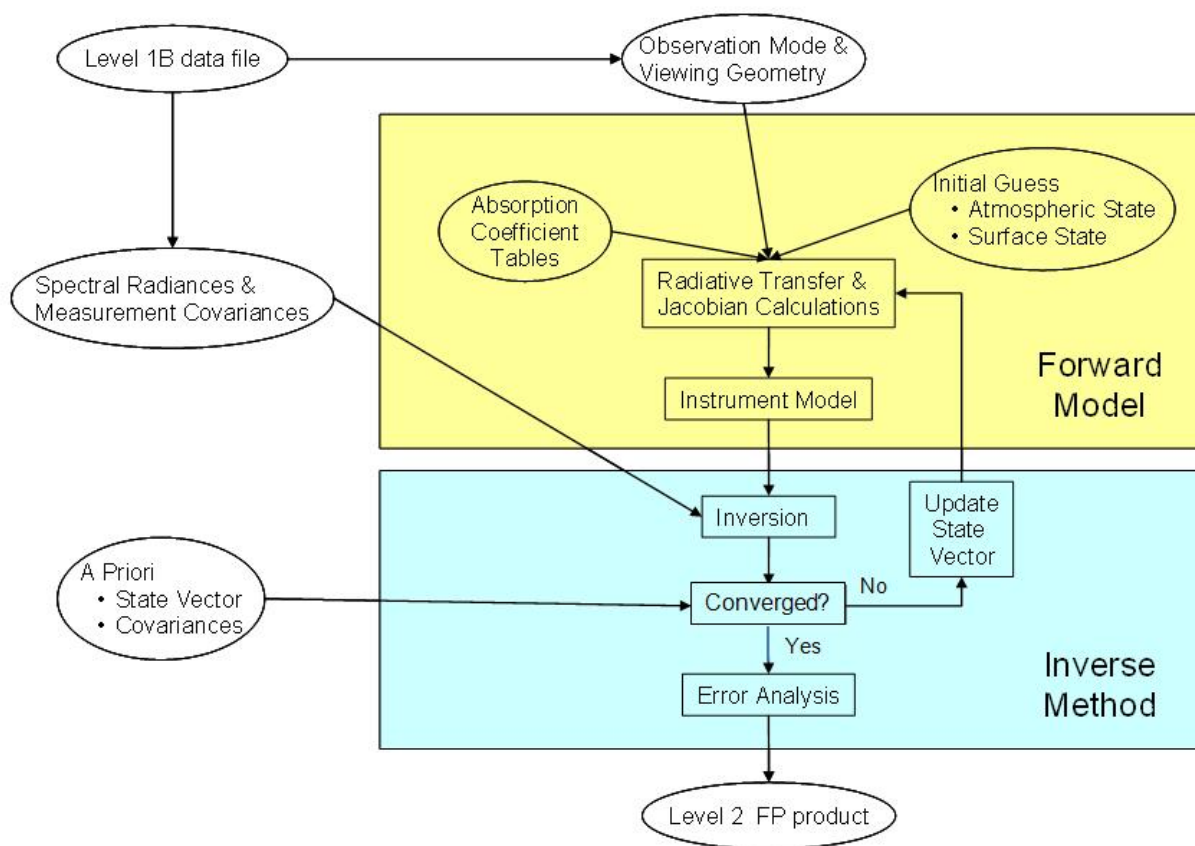 Level 1B data file
Observation Mode &
Viewing Geometry
Initial Guess
• Atmospheric State
• Surface State
Absorption
Coefficient
Tables
Spectral Radiances &
Measurement Covariances
Radiative Transfer &
Jacobian Calculations
Forward
Model
Instrument Model
Inversion
Update
State
Vector
A Priori
• State Vector
• Covariances
Converged?
No
Yes
Inverse
Method
Error Analysis
Level 2 FP product